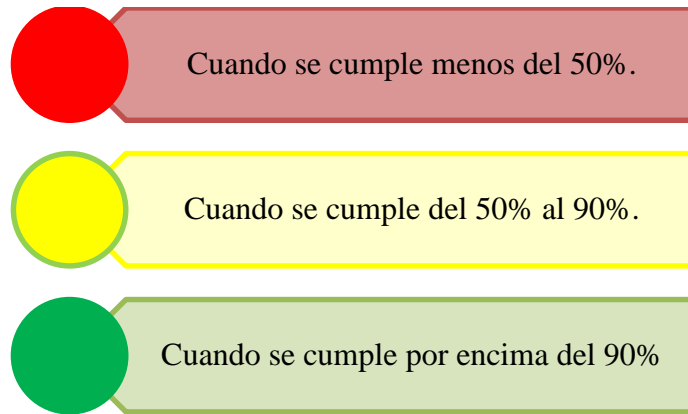 Cuando se cumple menos del 50%.
Cuando se cumple del 50% al 90%.
Cuando se cumple por encima del 90%